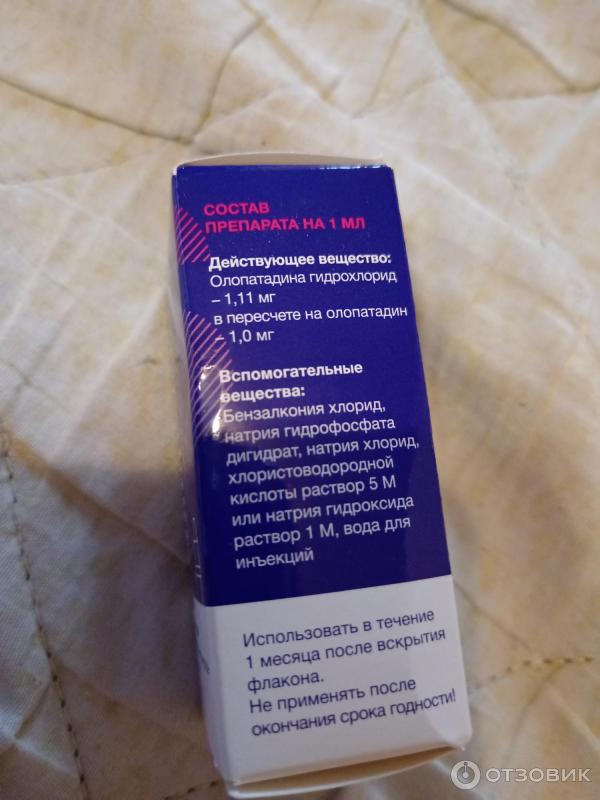 СОСТАВ
ПРЕПАРАТА НА 1 МЛ
Действующее вещество:
Олопатадина гидрохлорид
– 1,11 мг
в пересчете на олопатадин
– 1,0 мг
Вспомогательные
вещества:
Бензалкония хлорид,
натрия гидрофосфата
дигидрат, натрия хлорид,
хлористоводородной
кислоты раствор 5 М
или натрия гидроксида
раствор 1 М, вода для
инъекций
Использовать в течение
1 месяца после вскрытия
флакона.
Не применять после
окончания срока годности!
ОТЗОВИК